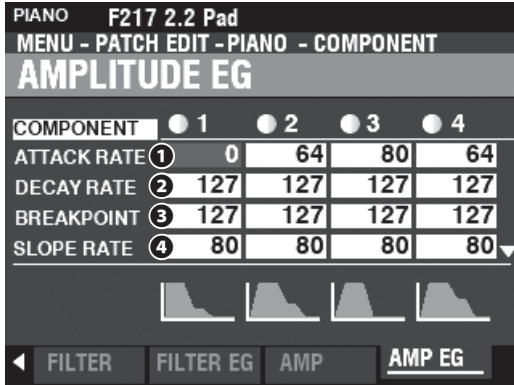 PIANO F217 2.2 Pad
MENU - PATCH EDIT - PIANO - COMPONENT
AMPLITUDE EG
COMPONENT 1 2 3 4
ATTACK RATE 1 0 64 80 64
DECAY RATE 2 127 127 127 127
BREAKPOINT 3 127 127 127 127
SLOPE RATE 4 80 80 80 80
FILTER FILTER EG AMP AMP EG